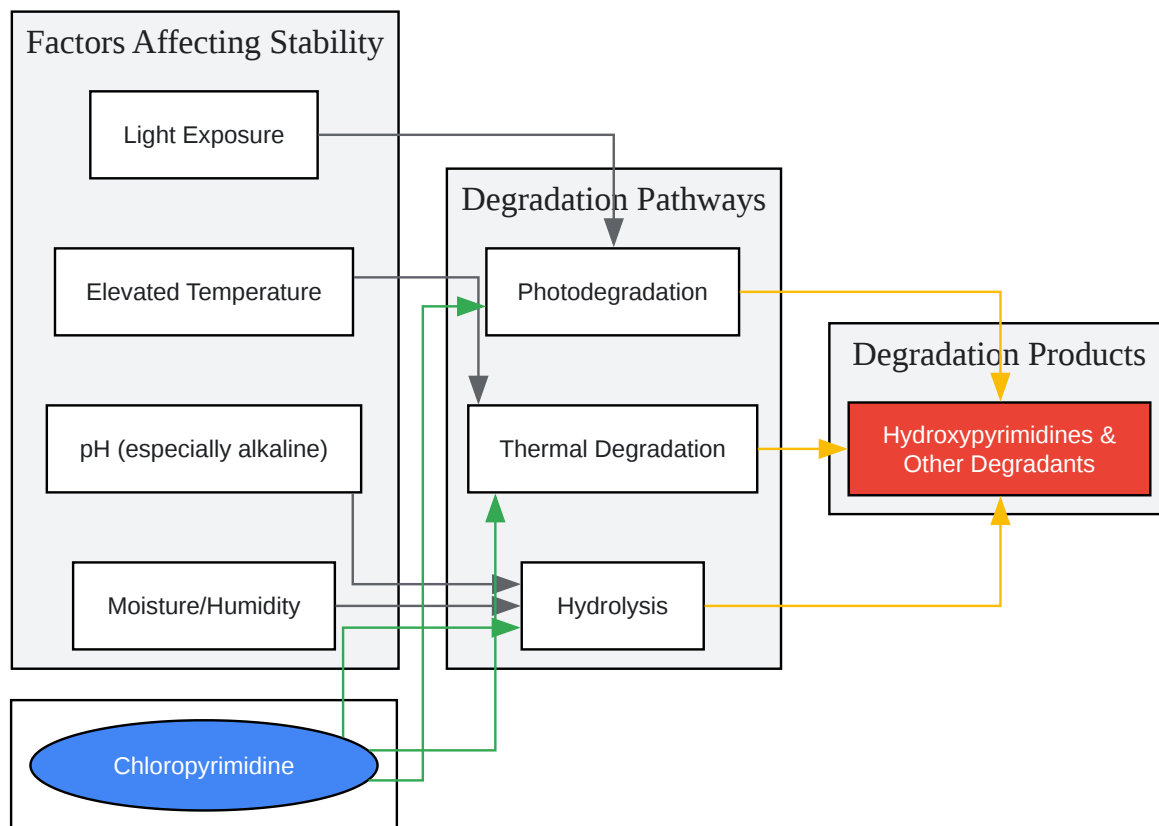 Factors Affecting Stability
Light Exposure
Elevated Temperature
pH (especially alkaline)
Moisture/Humidity
Chloropyrimidine
Degradation Pathways
Photodegradation
Thermal Degradation
Hydrolysis
Degradation Products
Hydroxypyrimidines &
Other Degradants